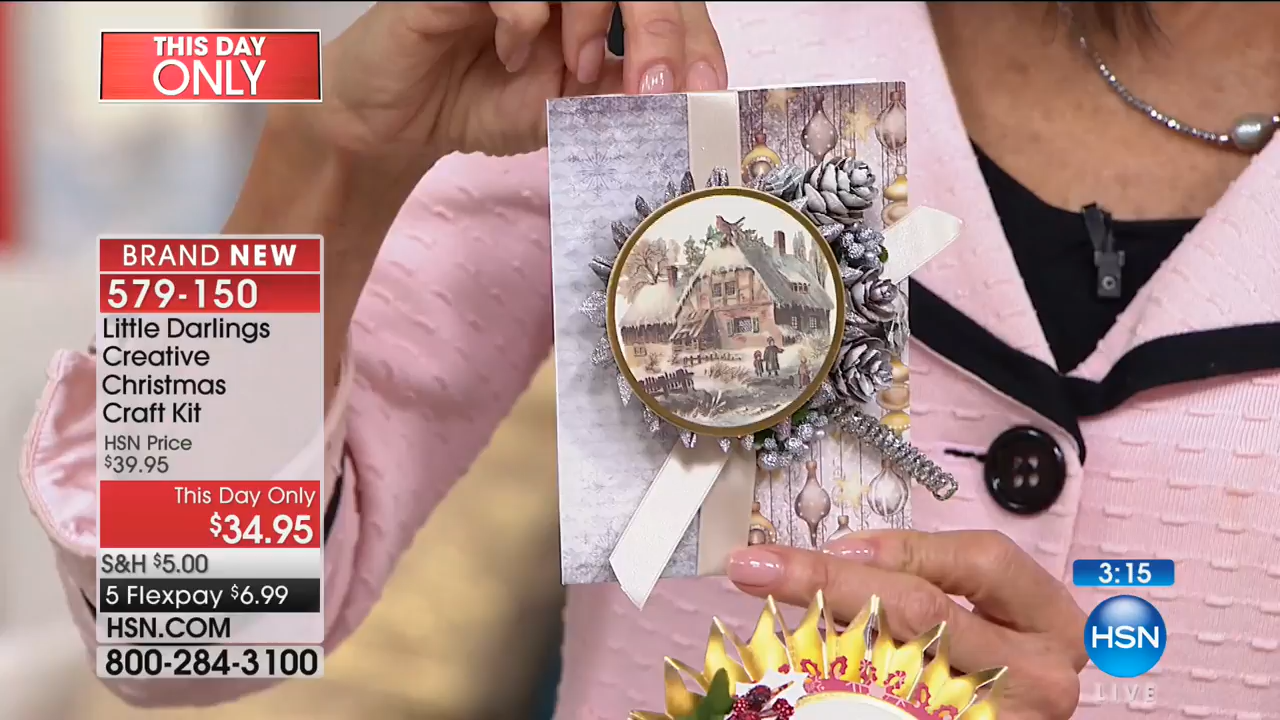 THIS DAY
ONLY
BRAND NEW
579-150
Little Darlings
Creative
Christmas
Craft Kit
HSN Price
$39.95
This Day Only
$34.95
S&H $5.00
5 Flexpay $6.99
HSN.COM
800-284-3100
3:15
HSN
LIVE